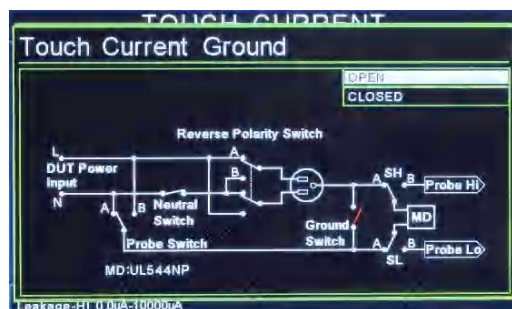 TOUCH CURRENT
Touch Current Ground
OPEN
CLOSED
Reverse Polarity Switch
L
DUT Power
Input
N
A
B
Neutral
Switch
A
B
Probe Switch
Ground
Switch
A SH B
Probe Hi
MD
A SL B
Probe Lo
MD:UL544NP
Leakage-HI 0.0uA-10000uA